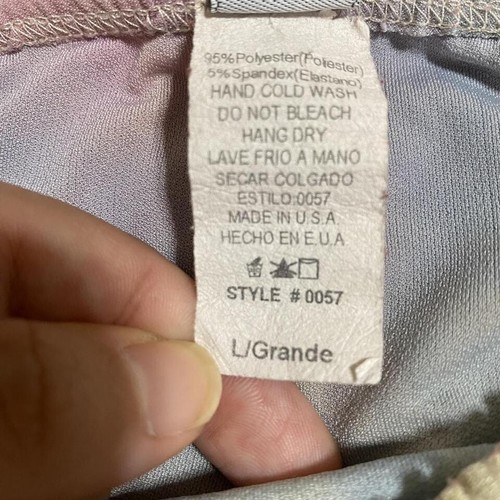 95%Polyester(Poliester)
5%Spandex(Elastano)
HAND COLD WASH
DO NOT BLEACH
HANG DRY
LAVE FRIO A MANO
SECAR COLGADO
ESTILO:0057
MADE IN U.S.A
HECHO EN E.U.A
STYLE # 0057
L/Grande